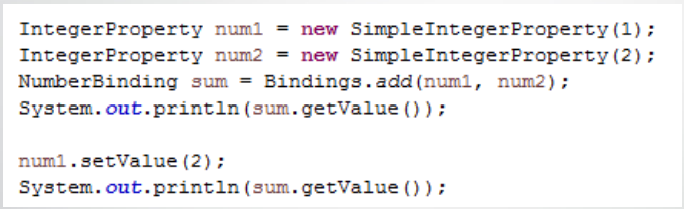 IntegerProperty num1 = new SimpleIntegerProperty(1);
IntegerProperty num2 = new SimpleIntegerProperty(2);
NumberBinding sum = Bindings.add(num1, num2);
System.out.println(sum.getValue());
num1.setValue(2);
System.out.println(sum.getValue());